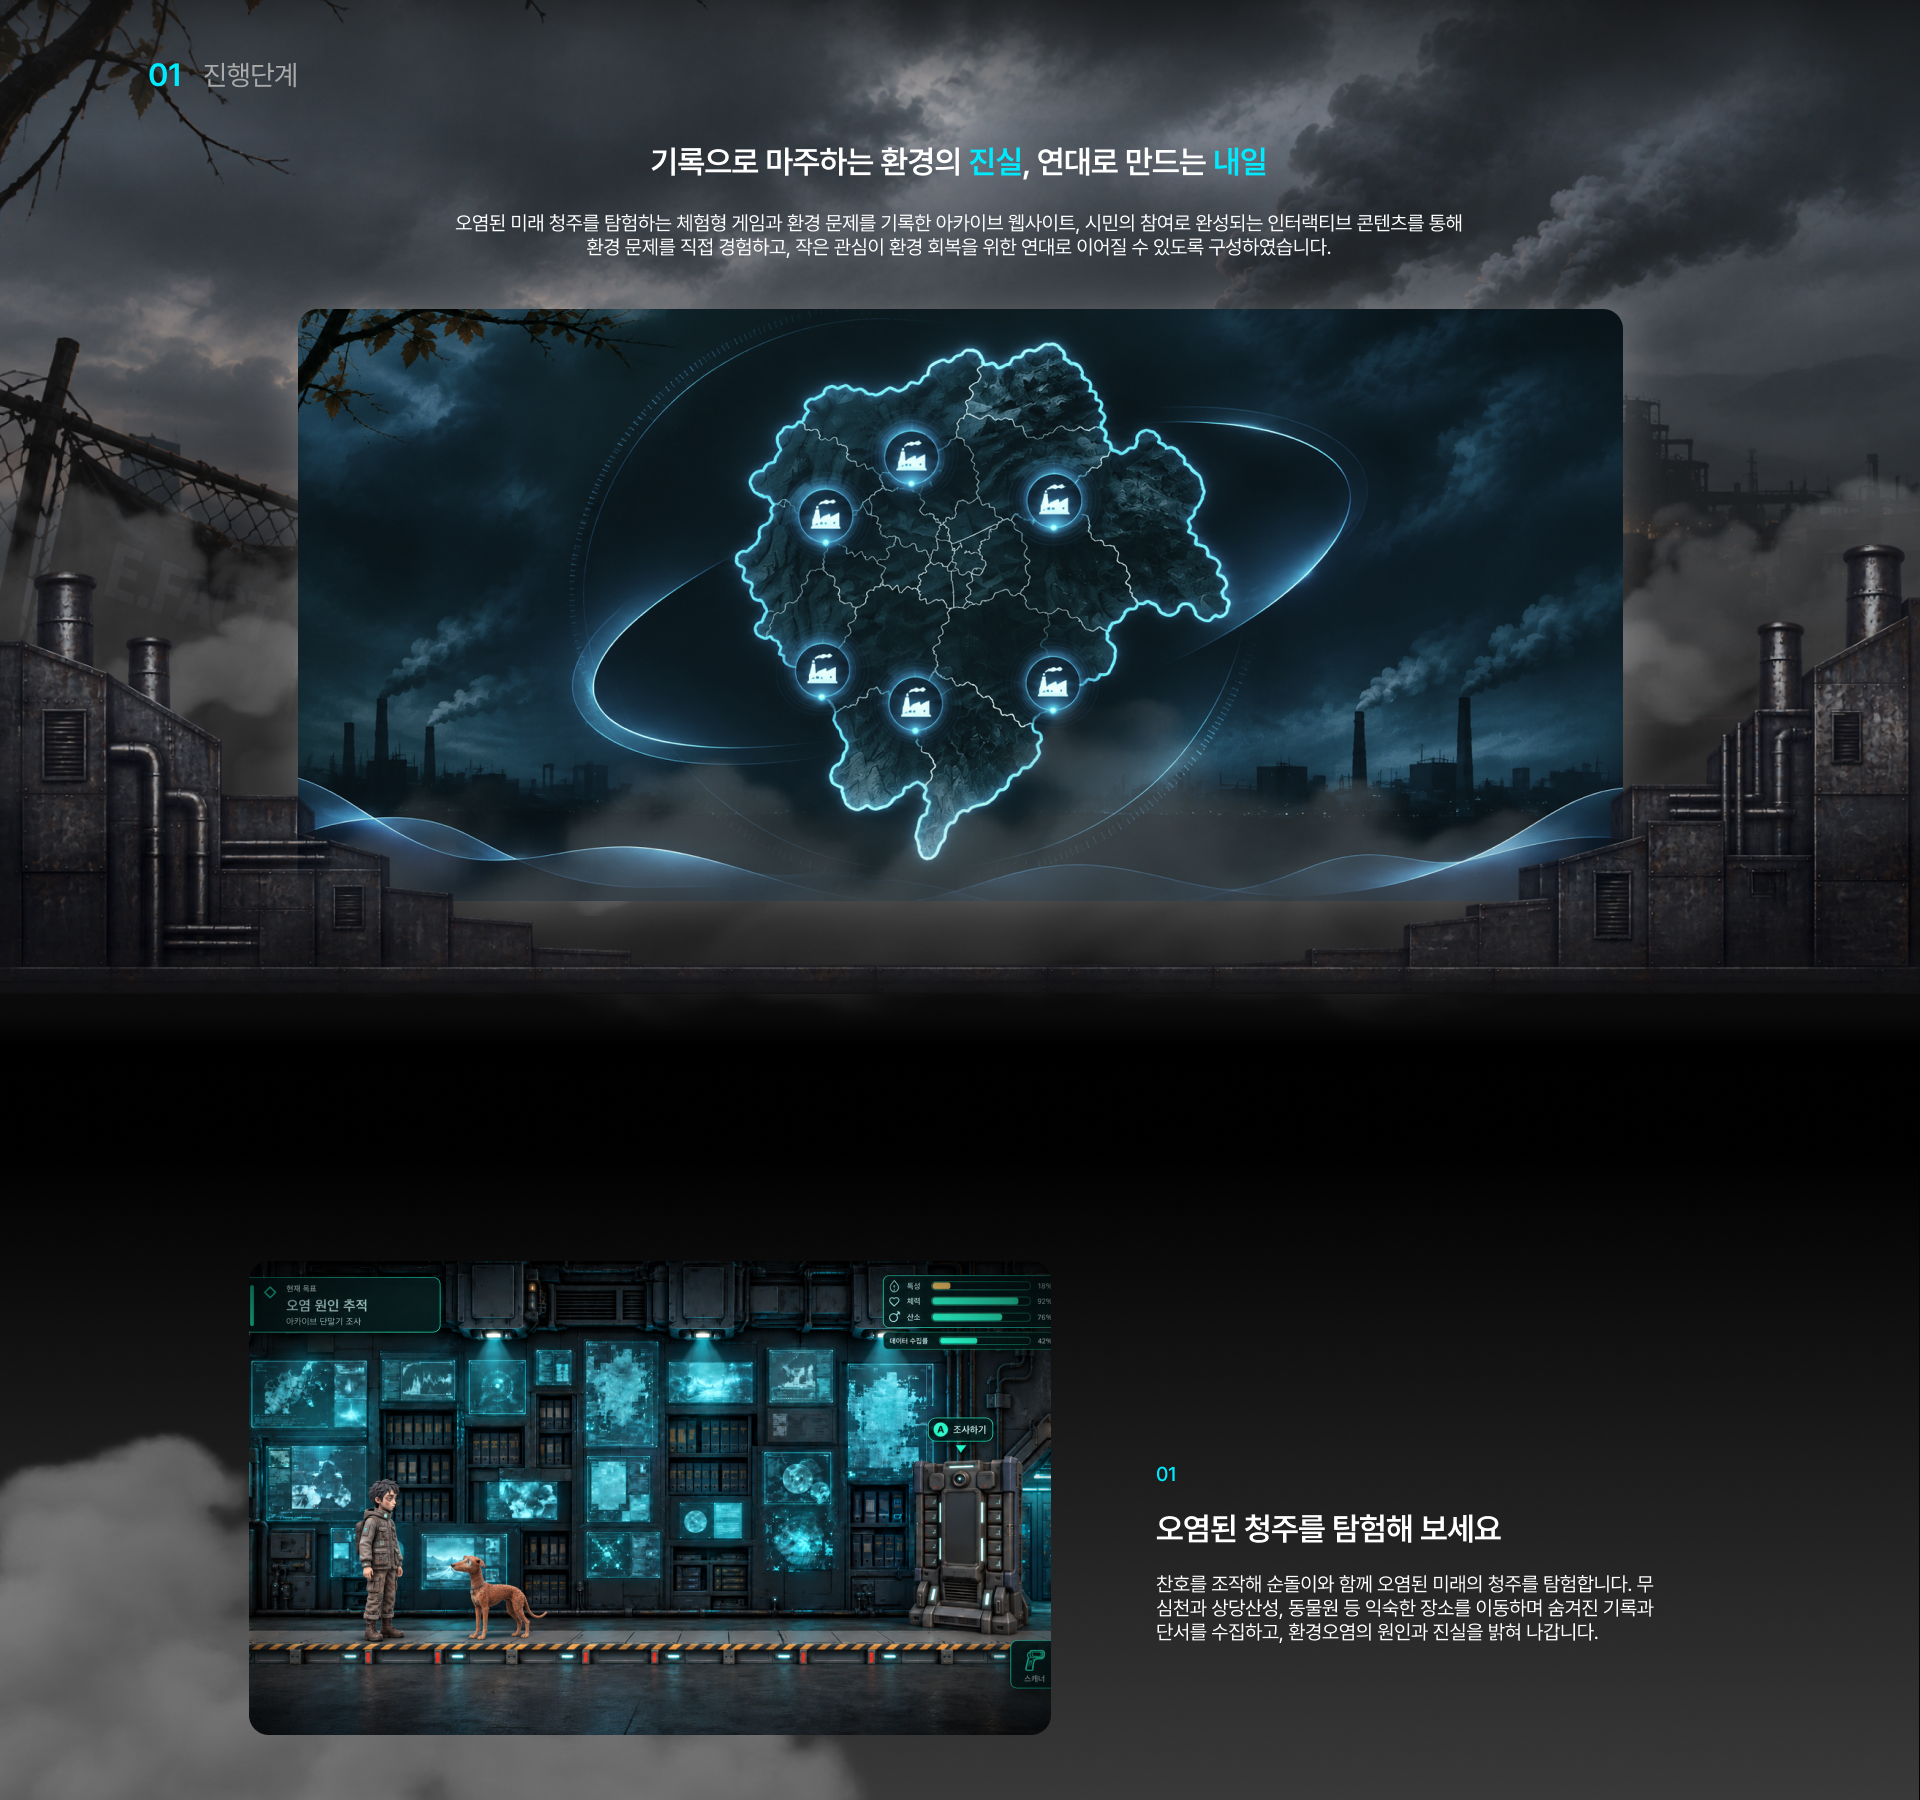 01 진행단계
기록으로 마주하는 환경의 진실, 연대로 만드는 내일
오염된 미래 청주를 탐험하는 체험형 게임과 환경 문제를 기록한 아카이브 웹사이트, 시민의 참여로 완성되는 인터랙티브 콘텐츠를 통해
환경 문제를 직접 경험하고, 작은 관심이 환경 회복을 위한 연대로 이어질 수 있도록 구성하였습니다.
현재 목표
오염 원인 추적
아카이브 단말기 조사
독성 18%
체력 92%
산소 76%
데이터 수집률 42%
A 조사하기
스캐너
01
오염된 청주를 탐험해 보세요
찬호를 조작해 순돌이와 함께 오염된 미래의 청주를 탐험합니다. 무
심천과 상당산성, 동물원 등 익숙한 장소를 이동하며 숨겨진 기록과
단서를 수집하고, 환경오염의 원인과 진실을 밝혀 나갑니다.